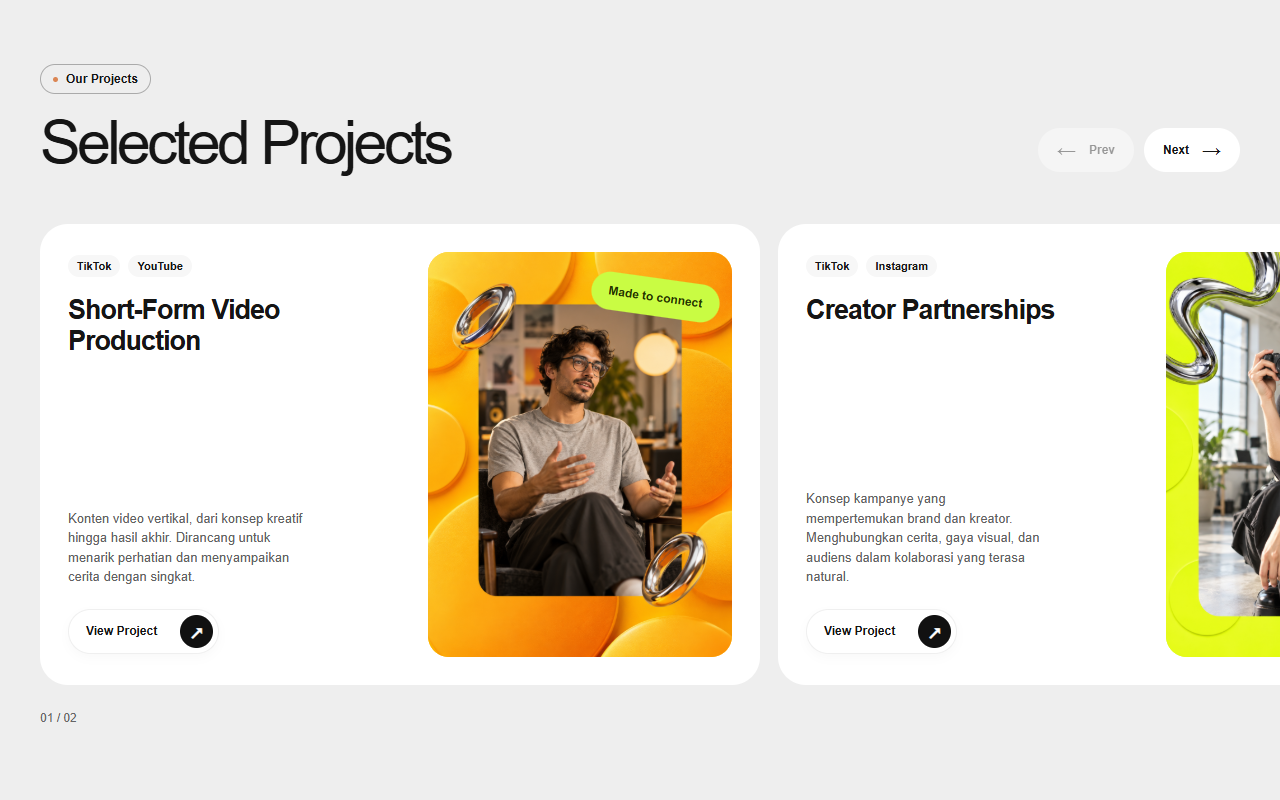 Our Projects
Selected Projects
← Prev
Next →
TikTok YouTube
Short-Form Video
Production
Konten video vertikal, dari konsep kreatif
hingga hasil akhir. Dirancang untuk
menarik perhatian dan menyampaikan
cerita dengan singkat.
View Project ↗
Made to connect
TikTok Instagram
Creator Partnerships
Konsep kampanye yang
mempertemukan brand dan kreator.
Menghubungkan cerita, gaya visual, dan
audiens dalam kolaborasi yang terasa
natural.
View Project ↗
01 / 02